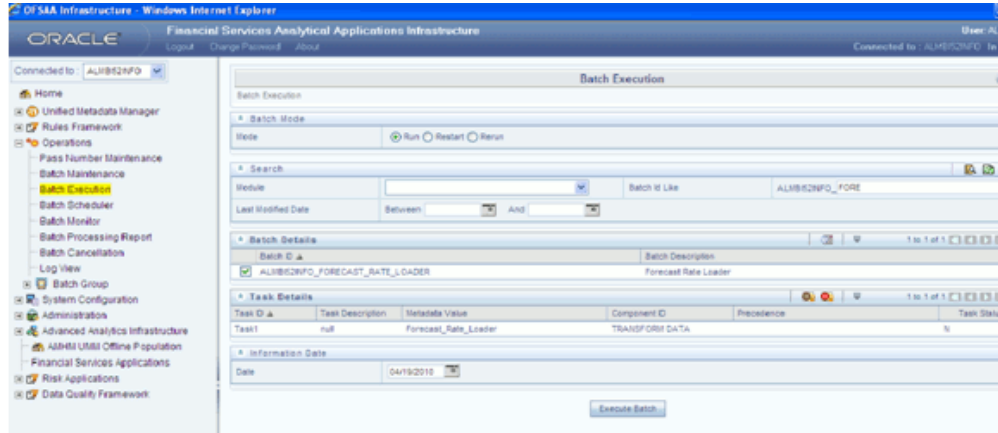 OFSAA Infrastructure - Windows Internet Explorer
ORACLE
Financial Services Analytical Applications Infrastructure
User:
Logout Change Password About
Connected to : ALMBI52INFO
Connected to : ALMBI52INFO
Home
Unified Metadata Manager
Rules Framework
Operations
Pass Number Maintenance
Batch Maintenance
Batch Execution
Batch Scheduler
Batch Monitor
Batch Processing Report
Batch Cancellation
Log View
Batch Group
System Configuration
Administration
Advanced Analytics Infrastructure
UMM Offline Population
Financial Services Applications
Risk Applications
Data Quality Framework
Batch Execution
Batch Execution
Batch Mode
Mode Run Restart Rerun
Search
Module Batch Id Like ALMBI52INFO_ FORE
Last Modified Date Between And
Batch Details 1 to 1 of 1
Batch ID Batch Description
ALMBI52INFO_FORECAST_RATE_LOADER Forecast Rate Loader
Task Details 1 to 1 of 1
Task ID Task Description Metadata Value Component ID Precedence Task Statu
Task1 null Forecast_Rate_Loader TRANSFORM DATA N
Information Date
Date 04/19/2010
Execute Batch